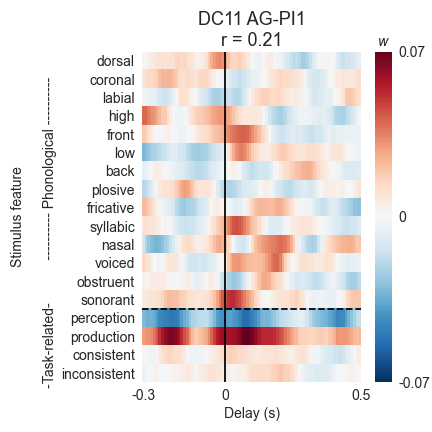 DC11 AG-PI1
r = 0.21
w
dorsal
coronal
labial
high
front
low
back
plosive
fricative
syllabic
nasal
voiced
obstruent
sonorant
perception
production
consistent
inconsistent
Stimulus feature
---------- Phonological ----------
-Task-related-
-0.3
0
0.5
Delay (s)
0.07
0
-0.07